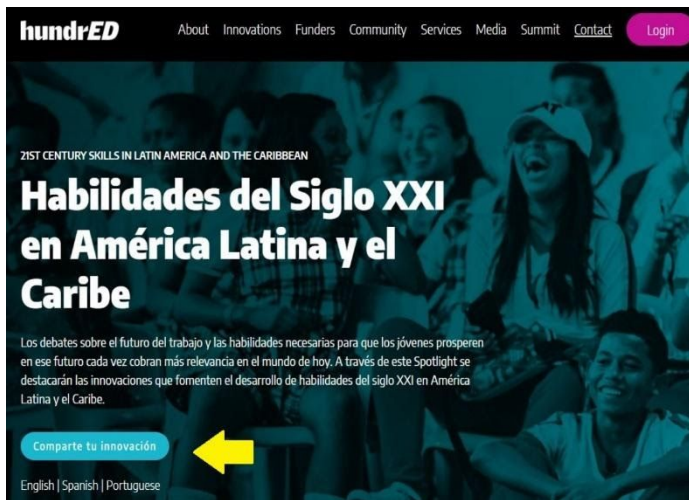 hundrED
About Innovations Funders Community Services Media Summit Contact Login
21ST CENTURY SKILLS IN LATIN AMERICA AND THE CARIBBEAN
Habilidades del Siglo XXI
en América Latina y el
Caribe
Los debates sobre el futuro del trabajo y las habilidades necesarias para que los jóvenes prosperen
en ese futuro cada vez cobran más relevancia en el mundo de hoy. A través de este Spotlight se
destacarán las innovaciones que fomenten el desarrollo de habilidades del siglo XXI en América
Latina y el Caribe.
Comparte tu innovación
English | Spanish | Portuguese